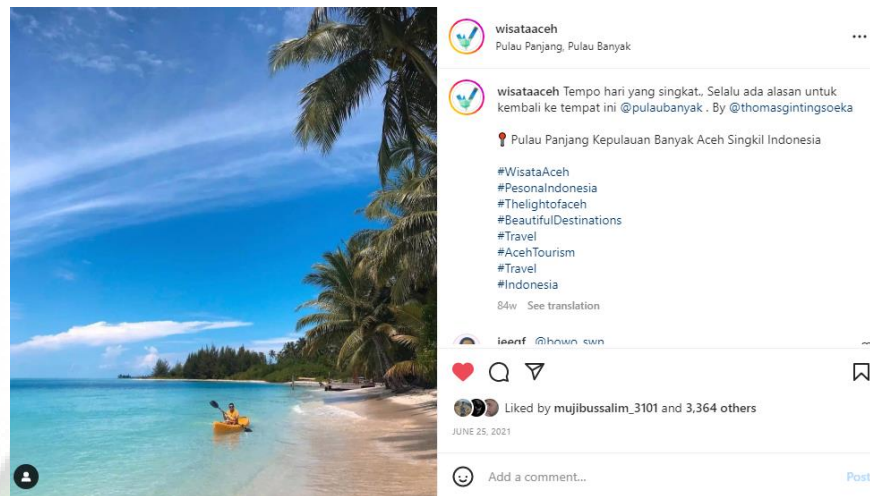 wisataaceh
Pulau Panjang, Pulau Banyak
wisataaceh Tempo hari yang singkat., Selalu ada alasan untuk
kembali ke tempat ini @pulaubanyak . By @thomasgintingsoeka
Pulau Panjang Kepulauan Banyak Aceh Singkil Indonesia
#WisataAceh
#PesonaIndonesia
#Thelightofaceh
#BeautifulDestinations
#Travel
#AcehTourism
#Travel
#Indonesia
84w See translation
@bowo_swn
Liked by mujibussalim_3101 and 3,364 others
JUNE 25, 2021
Add a comment...
Post